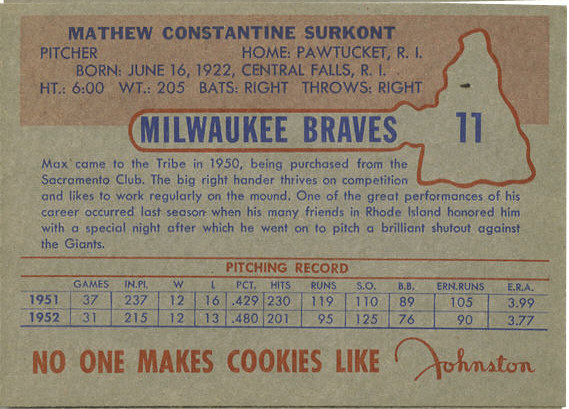 MATHEW CONSTANTINE SURKONT
PITCHER HOME: PAWTUCKET, R. I.
BORN: JUNE 16, 1922, CENTRAL FALLS, R. I.
HT.: 6:00 WT.: 205 BATS: RIGHT THROWS: RIGHT
MILWAUKEE BRAVES 11
Max came to the Tribe in 1950, being purchased from the
Sacramento Club. The big right hander thrives on competition
and likes to work regularly on the mound. One of the great performances of his
career occurred last season when his many friends in Rhode Island honored him
with a special night after which he went on to pitch a brilliant shutout against
the Giants.
PITCHING RECORD
GAMES IN.PI. W L PCT. HITS RUNS S.O. B.B. ERN.RUNS E.R.A.
1951 37 237 12 16 .429 230 119 110 89 105 3.99
1952 31 215 12 13 .480 201 95 125 76 90 3.77
NO ONE MAKES COOKIES LIKE Johnston